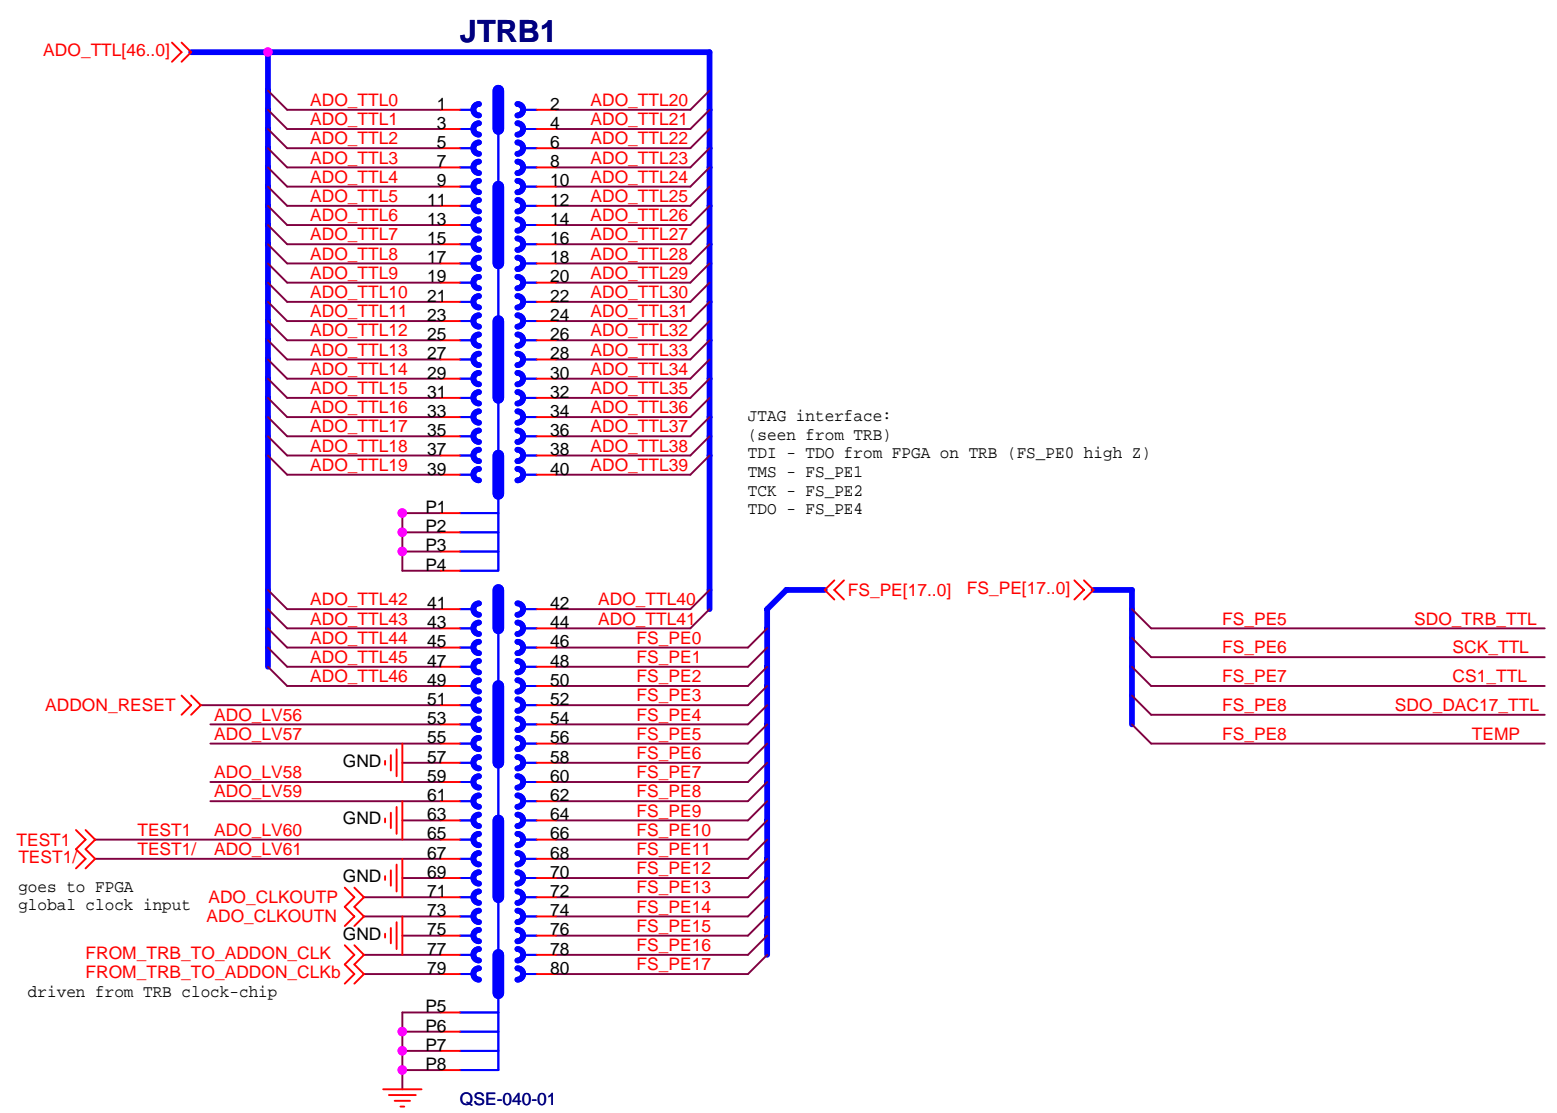 JTRB1
ADO_TTL[46..0]
ADO_TTL0 1 2 ADO_TTL20
ADO_TTL1 3 4 ADO_TTL21
ADO_TTL2 5 6 ADO_TTL22
ADO_TTL3 7 8 ADO_TTL23
ADO_TTL4 9 10 ADO_TTL24
ADO_TTL5 11 12 ADO_TTL25
ADO_TTL6 13 14 ADO_TTL26
ADO_TTL7 15 16 ADO_TTL27
ADO_TTL8 17 18 ADO_TTL28
ADO_TTL9 19 20 ADO_TTL29
ADO_TTL10 21 22 ADO_TTL30
ADO_TTL11 23 24 ADO_TTL31
ADO_TTL12 25 26 ADO_TTL32
ADO_TTL13 27 28 ADO_TTL33
ADO_TTL14 29 30 ADO_TTL34
ADO_TTL15 31 32 ADO_TTL35
ADO_TTL16 33 34 ADO_TTL36
ADO_TTL17 35 36 ADO_TTL37
ADO_TTL18 37 38 ADO_TTL38
ADO_TTL19 39 40 ADO_TTL39
P1
P2
P3
P4
JTAG interface:
(seen from TRB)
TDI - TDO from FPGA on TRB (FS_PE0 high Z)
TMS - FS_PE1
TCK - FS_PE2
TDO - FS_PE4
ADO_TTL42 41 42 ADO_TTL40
ADO_TTL43 43 44 ADO_TTL41
ADO_TTL44 45 46 FS_PE0
ADO_TTL45 47 48 FS_PE1
ADO_TTL46 49 50 FS_PE2
ADDON_RESET 51 52 FS_PE3
ADO_LV56 53 54 FS_PE4
ADO_LV57 55 56 FS_PE5
GND 57 58 FS_PE6
ADO_LV58 59 60 FS_PE7
ADO_LV59 61 62 FS_PE8
GND 63 64 FS_PE9
TEST1 TEST1 ADO_LV60 65 66 FS_PE10
TEST1/ TEST1/ ADO_LV61 67 68 FS_PE11
GND 69 70 FS_PE12
goes to FPGA
global clock input
ADO_CLKOUTP 71 72 FS_PE13
ADO_CLKOUTN 73 74 FS_PE14
GND 75 76 FS_PE15
FROM_TRB_TO_ADDON_CLK 77 78 FS_PE16
FROM_TRB_TO_ADDON_CLKb 79 80 FS_PE17
driven from TRB clock-chip
P5
P6
P7
P8
QSE-040-01
FS_PE[17..0] FS_PE[17..0]
FS_PE5 SDO_TRB_TTL
FS_PE6 SCK_TTL
FS_PE7 CS1_TTL
FS_PE8 SDO_DAC17_TTL
FS_PE8 TEMP